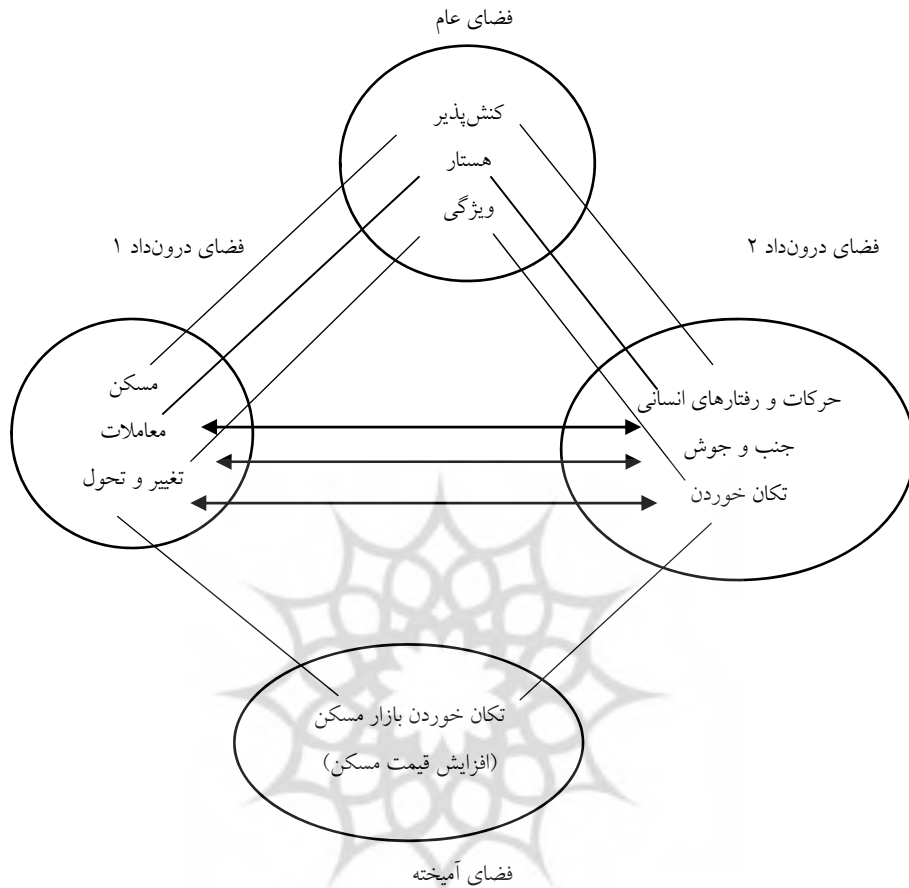 فضای عام
کنش‌پذیر
هستار
ویژگی
فضای درون‌داد ۲
فضای درون‌داد ۱
حرکات و رفتارهای انسانی
جنب و جوش
تکان خوردن
مسکن
معاملات
تغییر و تحول
تکان خوردن بازار مسکن
(افزایش قیمت مسکن)
فضای آمیخته